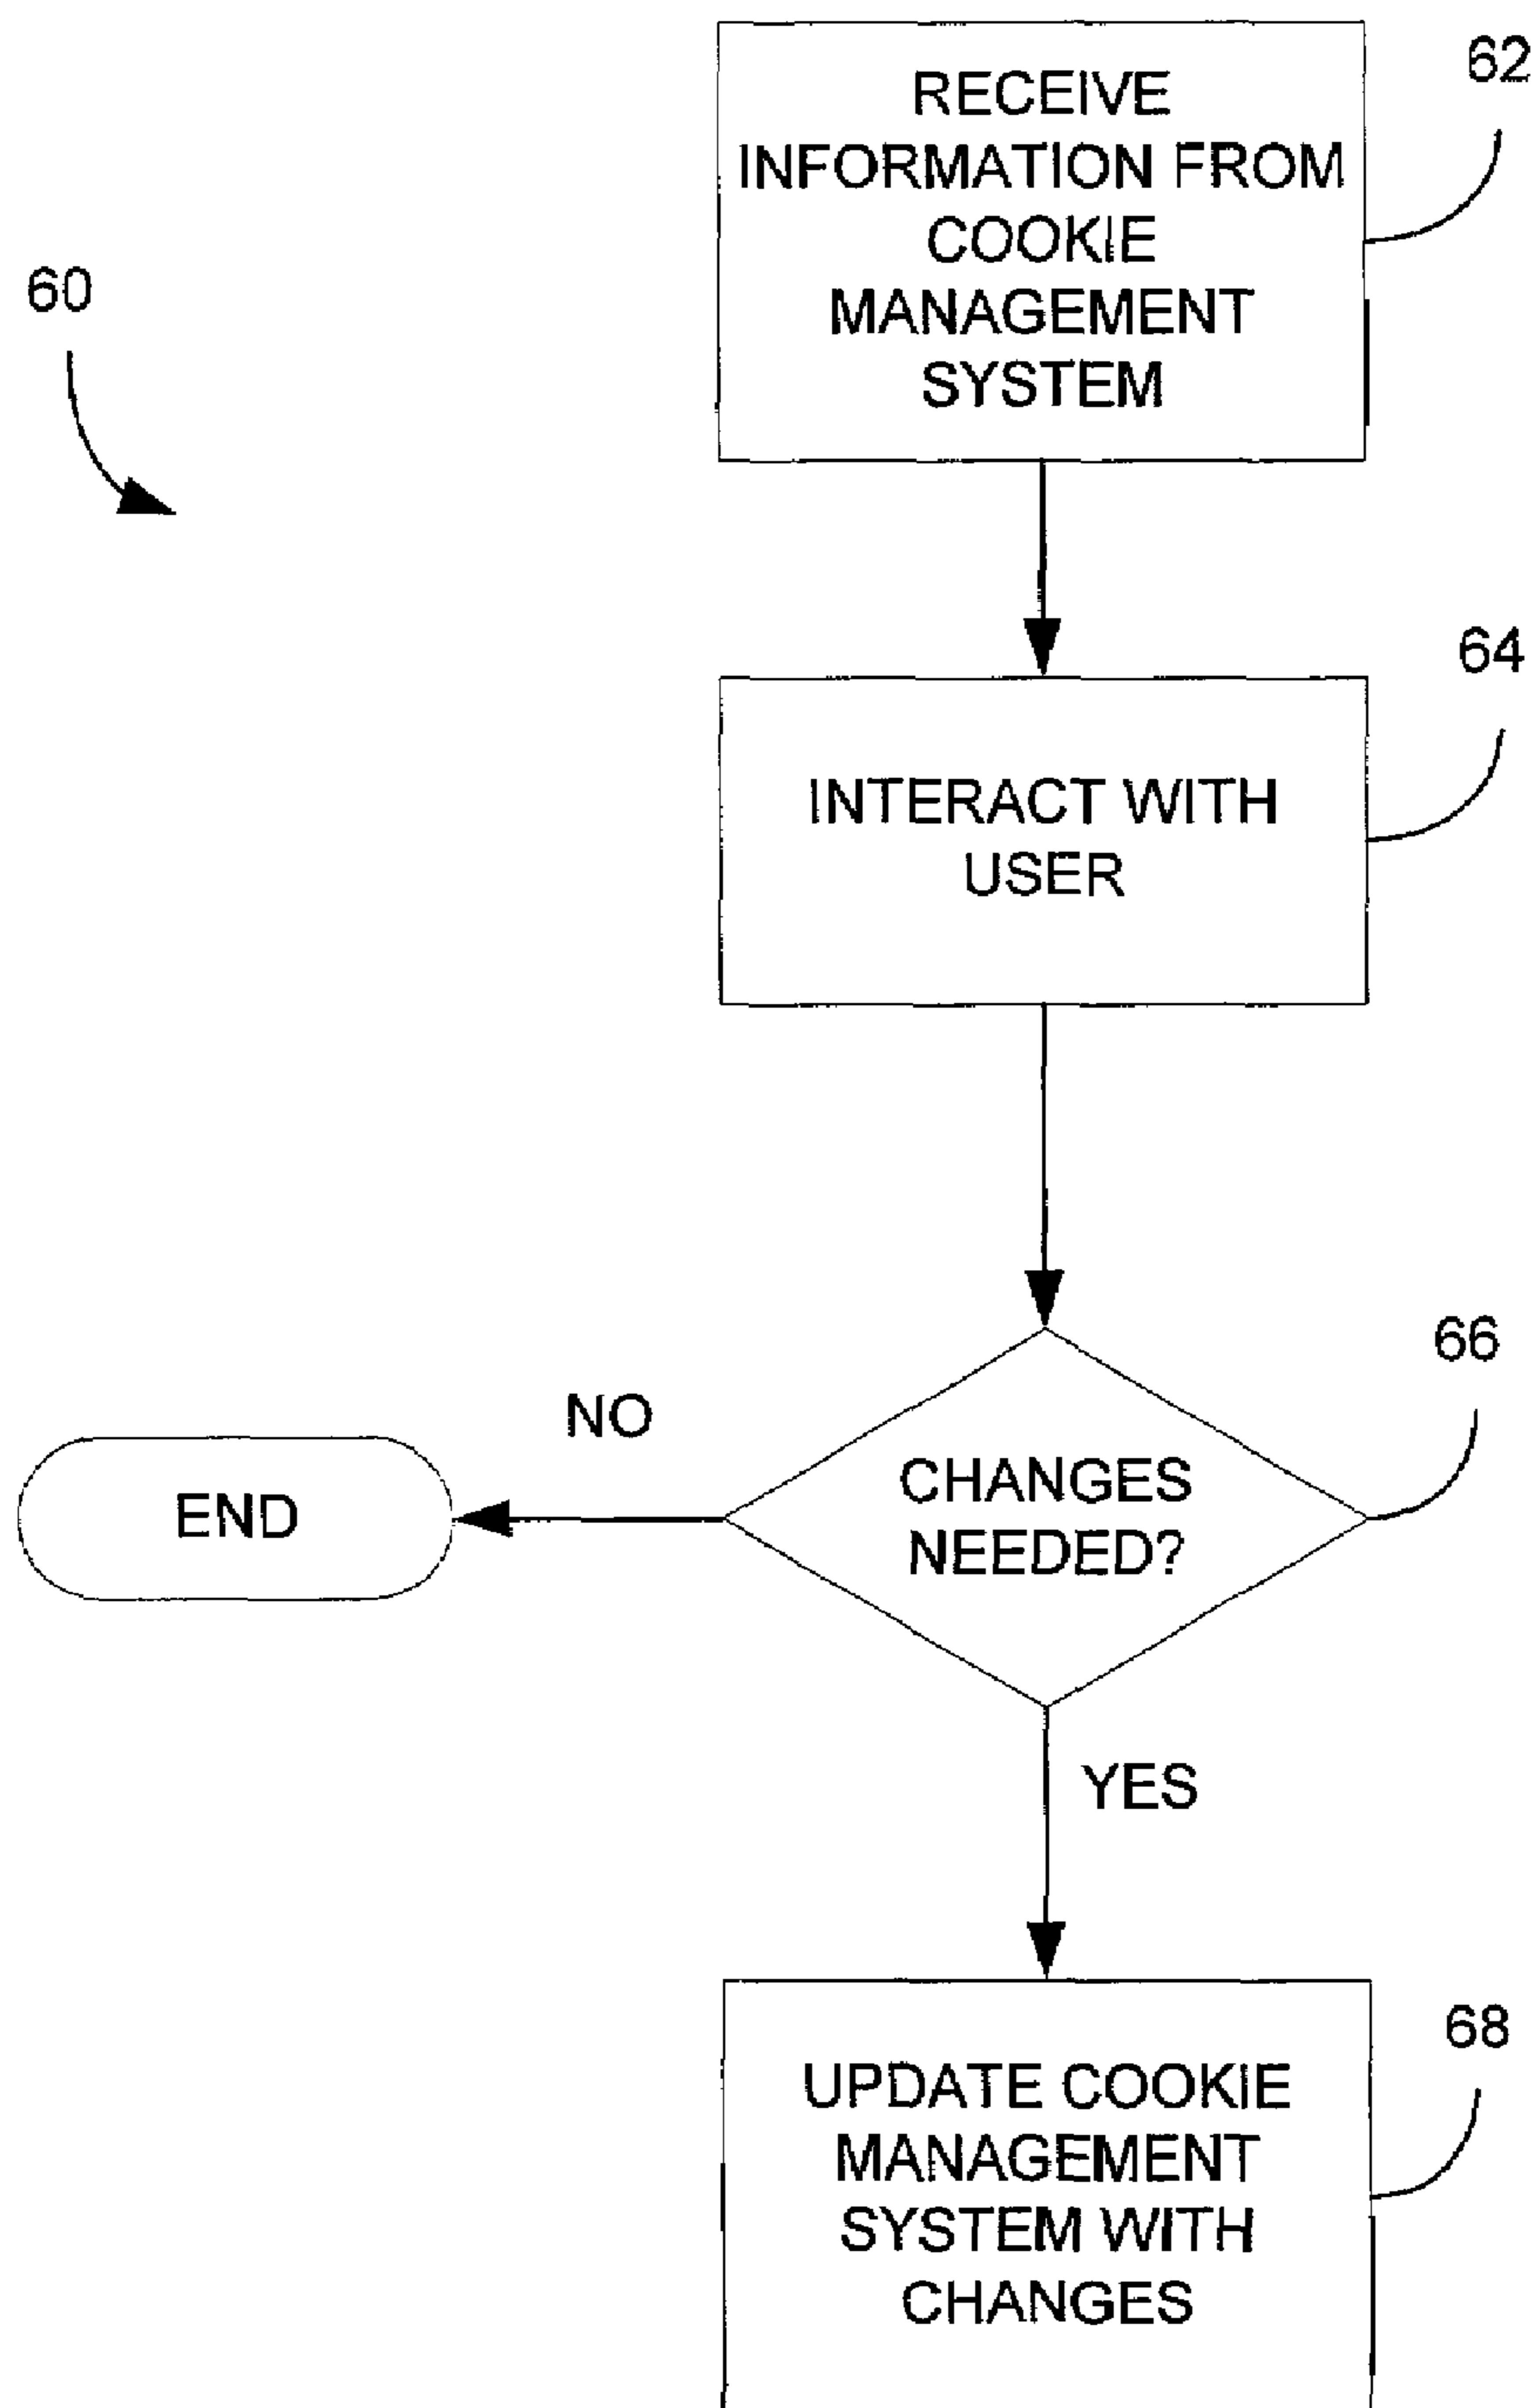 62
RECEIVE
INFORMATION FROM
COOKIE
MANAGEMENT
SYSTEM
60
64
INTERACT WITH
USER
66
NO
CHANGES
NEEDED?
END
YES
68
UPDATE COOKIE
MANAGEMENT
SYSTEM WITH
CHANGES